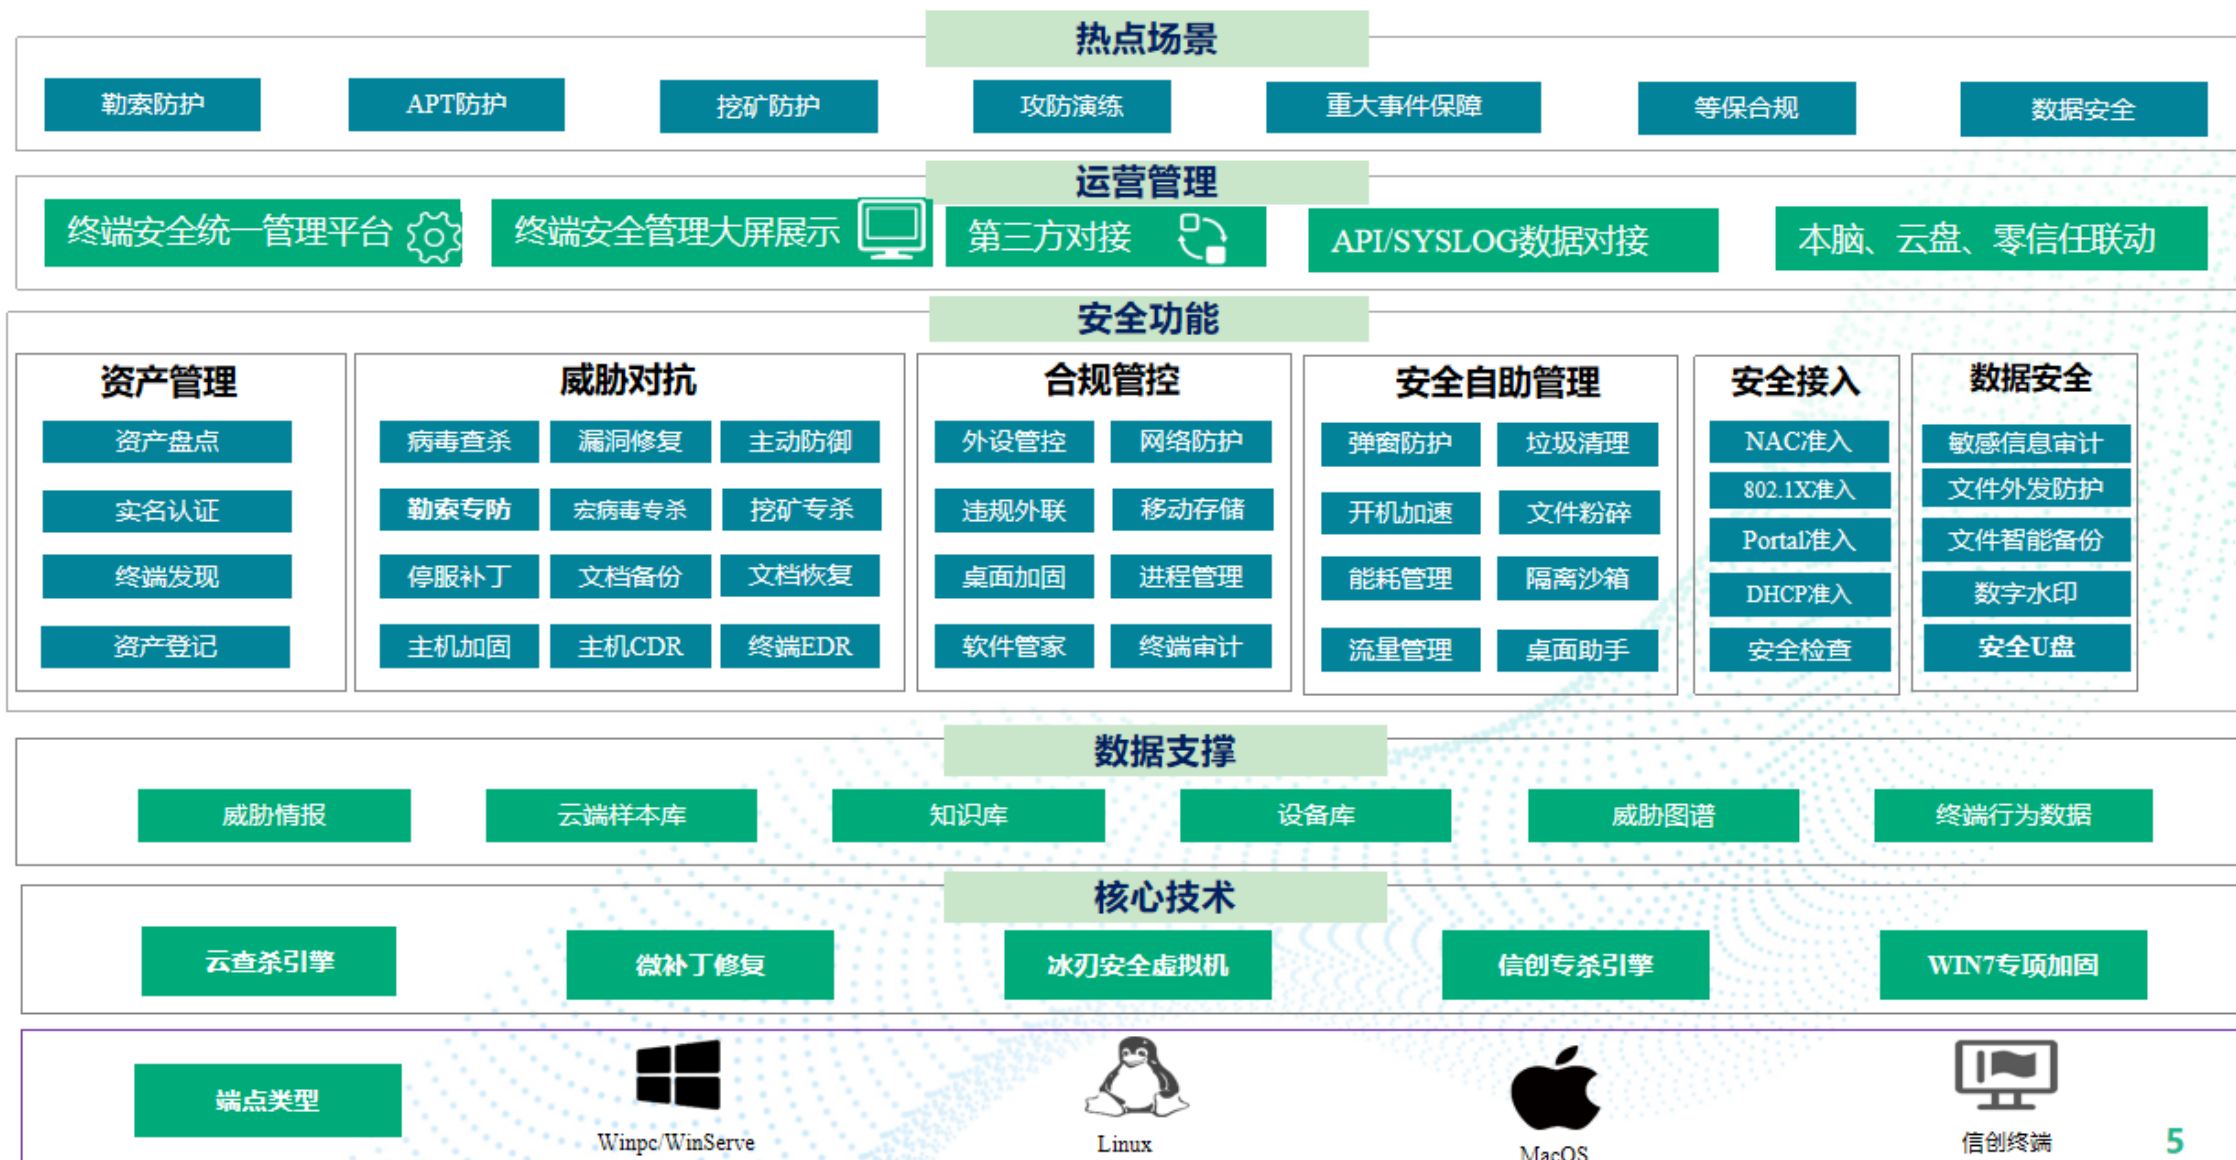 热点场景
勒索防护 APT防护 挖矿防护 攻防演练 重大事件保障 等保合规 数据安全
运营管理
终端安全统一管理平台 终端安全管理大屏展示 第三方对接 API/SYSLOG数据对接 本脑、云盘、零信任联动
安全功能
资产管理
资产盘点
实名认证
终端发现
资产登记
威胁对抗
病毒查杀 漏洞修复 主动防御
勒索专防 宏病毒专杀 挖矿专杀
停服补丁 文档备份 文档恢复
主机加固 主机CDR 终端EDR
合规管控
外设管控 网络防护
违规外联 移动存储
桌面加固 进程管理
软件管家 终端审计
安全自助管理
弹窗防护 垃圾清理
开机加速 文件粉碎
能耗管理 隔离沙箱
流量管理 桌面助手
安全接入
NAC准入
802.1X准入
Portal准入
DHCP准入
安全检查
数据安全
敏感信息审计
文件外发防护
文件智能备份
数字水印
安全U盘
数据支撑
威胁情报 云端样本库 知识库 设备库 威胁图谱 终端行为数据
核心技术
云查杀引擎 微补丁修复 冰刃安全虚拟机 信创专杀引擎 WIN7专项加固
端点类型
Winpc/WinServe Linux MacOS 信创终端
5